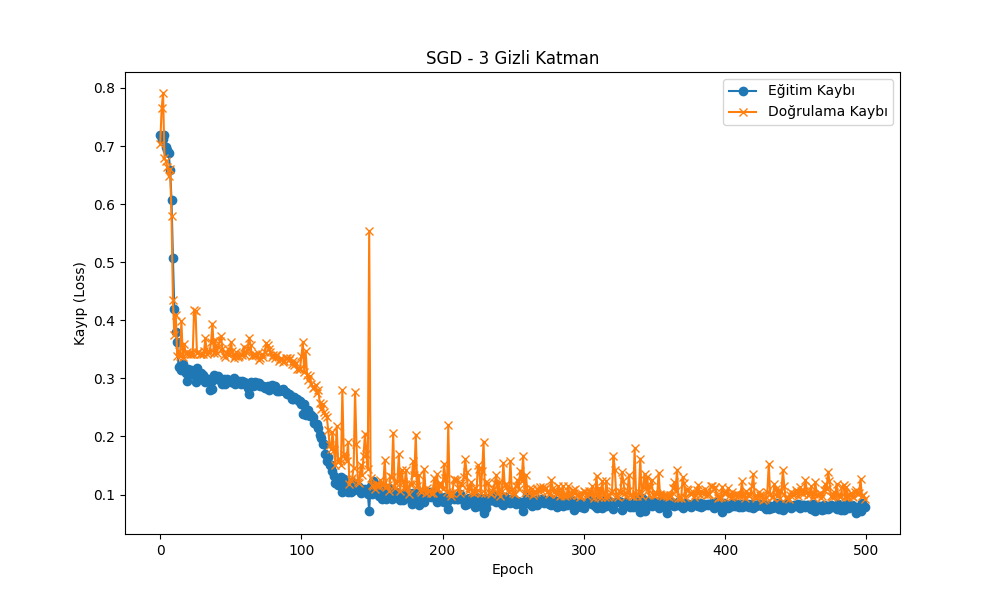 SGD - 3 Gizli Katman
Eğitim Kaybı
Doğrulama Kaybı
Kayıp (Loss)
0.8
0.7
0.6
0.5
0.4
0.3
0.2
0.1
0 100 200 300 400 500
Epoch